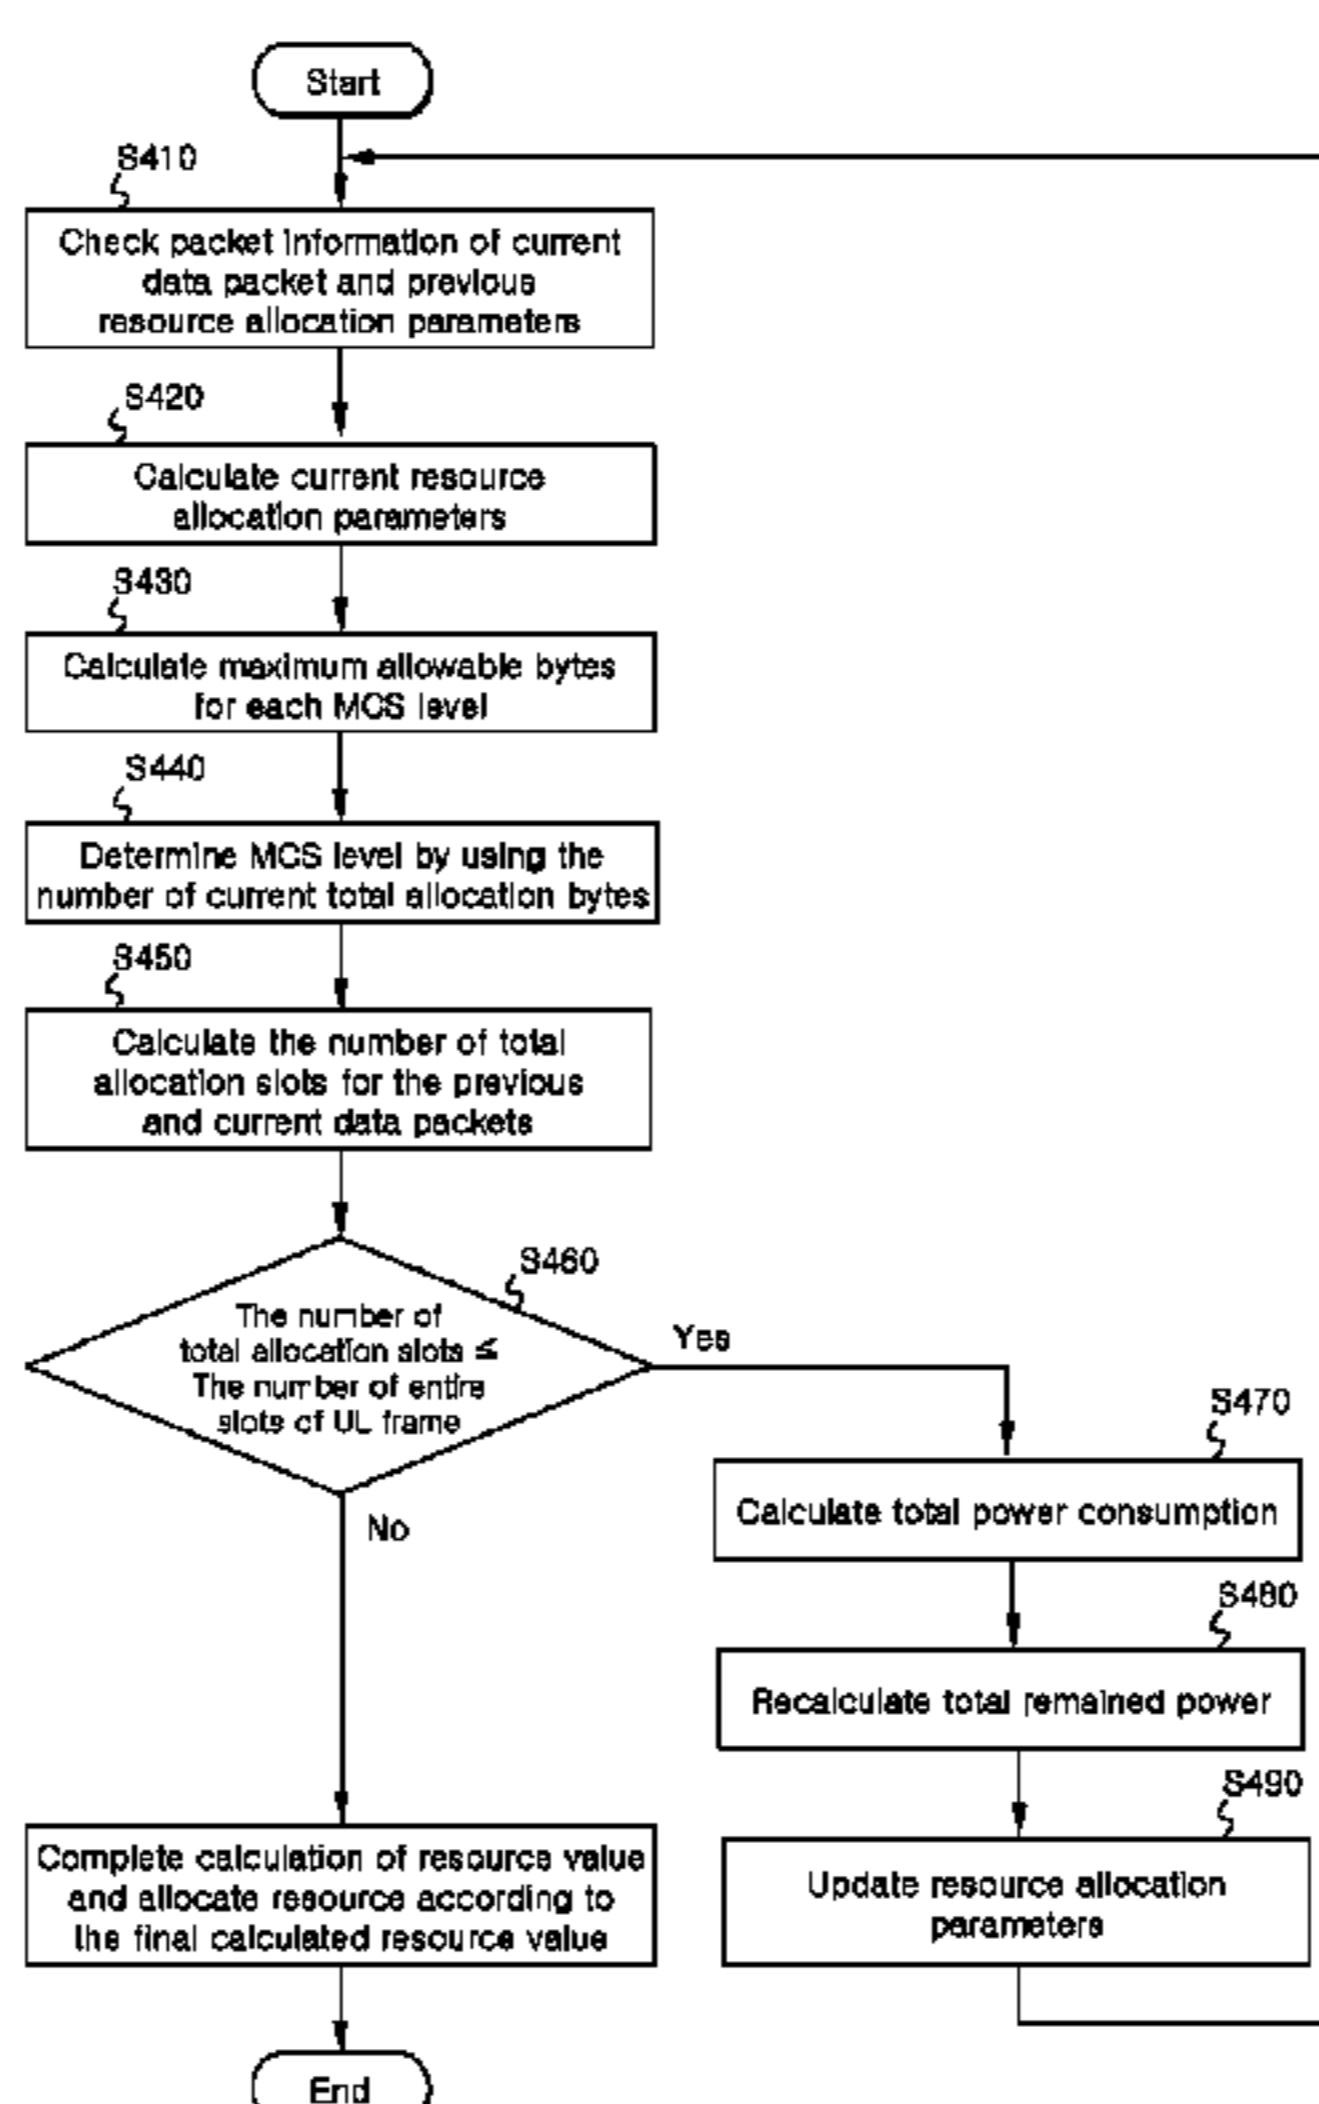 Start
S410
Check packet information of current
data packet and previous
resource allocation parameters
S420
Calculate current resource
allocation parameters
S430
Calculate maximum allowable bytes
for each MCS level
S440
Determine MCS level by using the
number of current total allocation bytes
S450
Calculate the number of total
allocation slots for the previous
and current data packets
S460
The number of
total allocation slots ≦
The number of entire
slots of UL frame
Yes
No
S470
Calculate total power consumption
S480
Recalculate total remained power
S490
Update resource allocation
parameters
Complete calculation of resource value
and allocate resource according to
the final calculated resource value
End